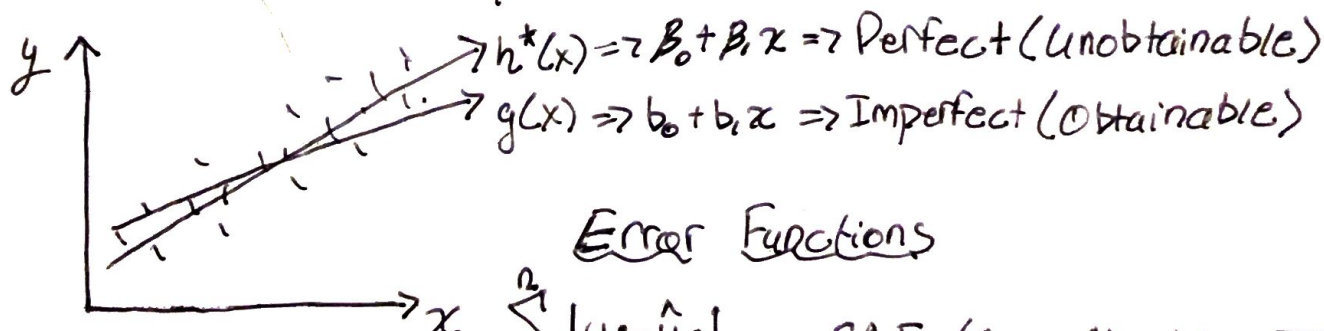 y
h*(x) => β₀ + β₁x => Perfect (Unobtainable)
g(x) => b₀ + b₁x => Imperfect (Obtainable)
Error Functions
x
n